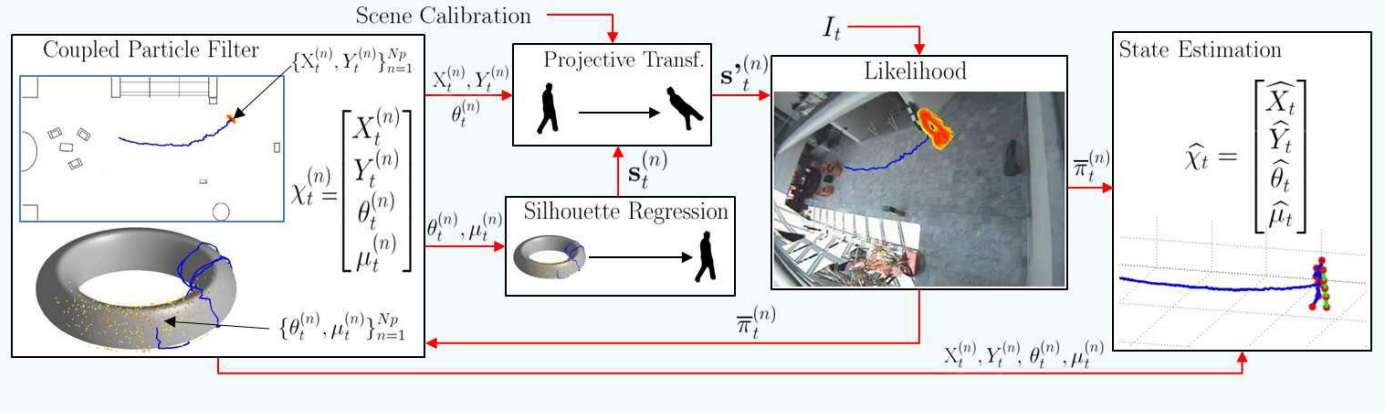 Scene Calibration
I_t
Coupled Particle Filter
{X_t^(n), Y_t^(n)}_{n=1}^{Np}
χ_t^(n) = [X_t^(n) Y_t^(n) θ_t^(n) μ_t^(n)]
{θ_t^(n), μ_t^(n)}_{n=1}^{Np}
X_t^(n), Y_t^(n)
θ_t^(n)
Projective Transf.
s'_t^(n)
s_t^(n)
θ_t^(n), μ_t^(n)
Silhouette Regression
Likelihood
π̅_t^(n)
π̅_t^(n)
State Estimation
χ̂_t = [X̂_t Ŷ_t θ̂_t μ̂_t]
X_t^(n), Y_t^(n), θ_t^(n), μ_t^(n)